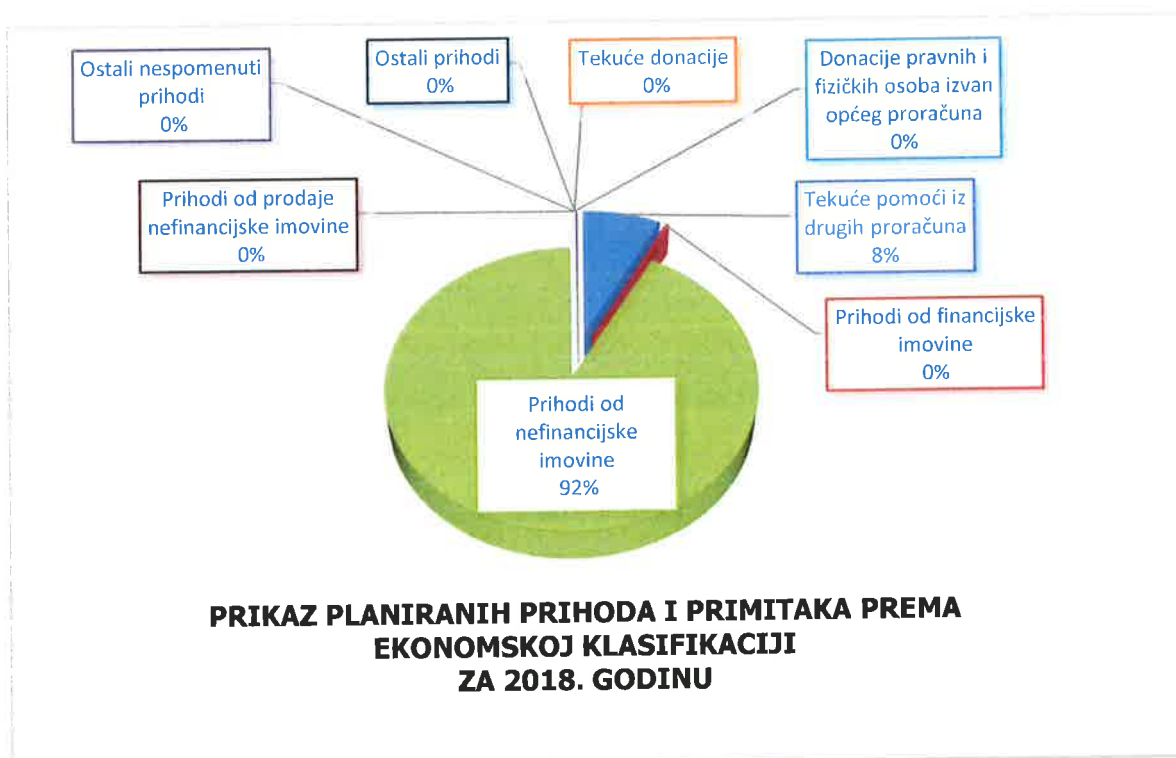 Ostali nespomenuti
prihodi
0%
Ostali prihodi
0%
Tekuće donacije
0%
Donacije pravnih i
fizičkih osoba izvan
općeg proračuna
0%
Prihodi od prodaje
nefinancijske imovine
0%
Tekuće pomoći iz
drugih proračuna
8%
Prihodi od financijske
imovine
0%
Prihodi od
nefinancijske
imovine
92%
PRIKAZ PLANIRANIH PRIHODA I PRIMITAKA PREMA
EKONOMSKOJ KLASIFIKACIJI
ZA 2018. GODINU